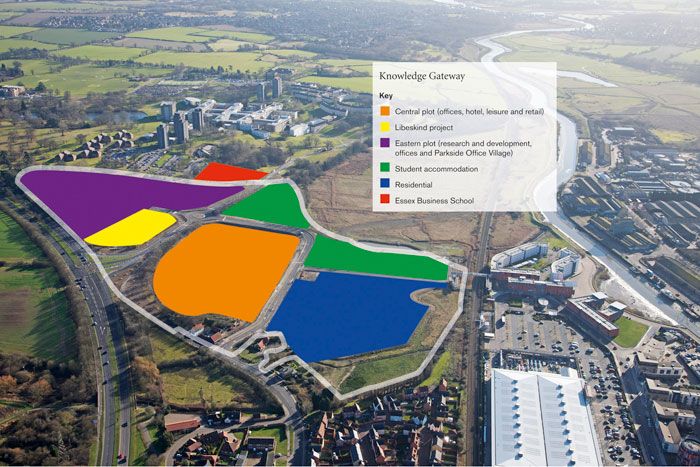 Knowledge Gateway
Key
Central plot (offices, hotel, leisure and retail)
Libeskind project
Eastern plot (research and development,
offices and Parkside Office Village)
Student accommodation
Residential
Essex Business School